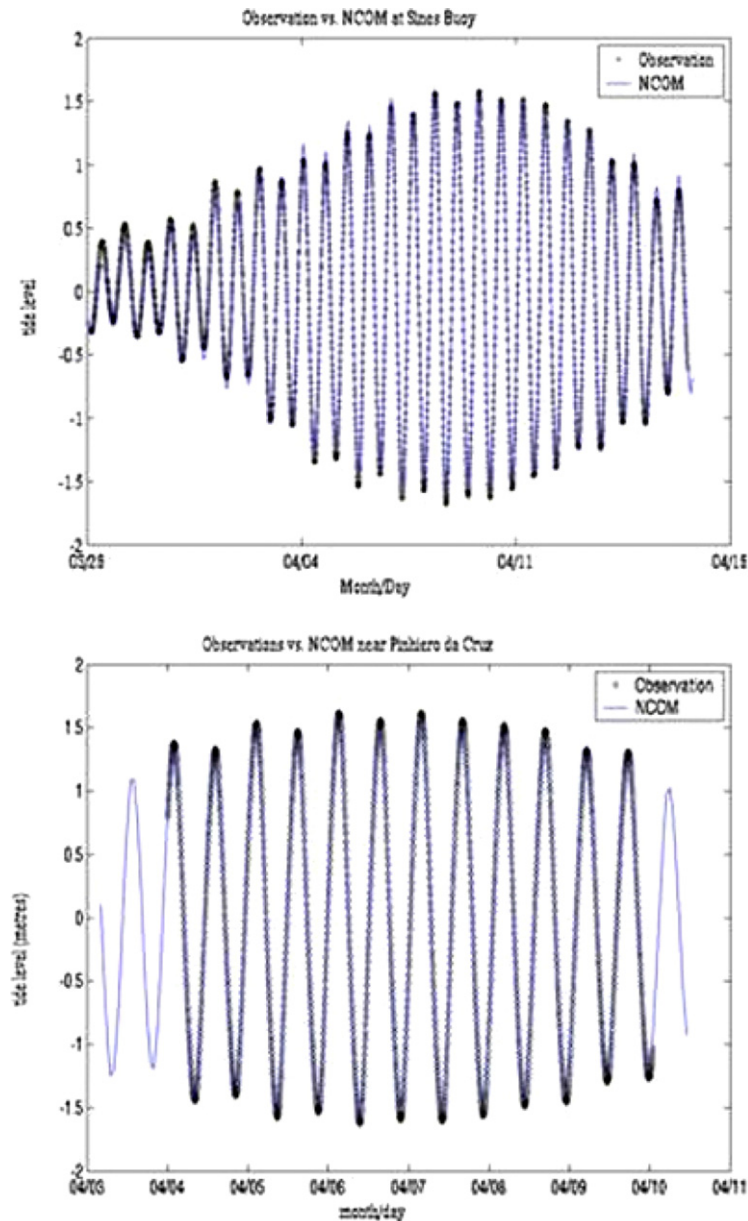 Observation vs. NCOM at Sines Buoy
2
Observation
NCOM
1.5
1
0.5
0
tide level
-0.5
-1
-1.5
-2
04/04
04/11
04/15
Month/Day
Observations vs. NCOM near Pinhiero da Cruz
2
Observation
NCOM
1.5
1
0.5
0
tide level (metres)
-0.5
-1
-1.5
-2
04/03 04/04 04/05 04/06 04/07 04/08 04/09 04/10 04/11
month/day